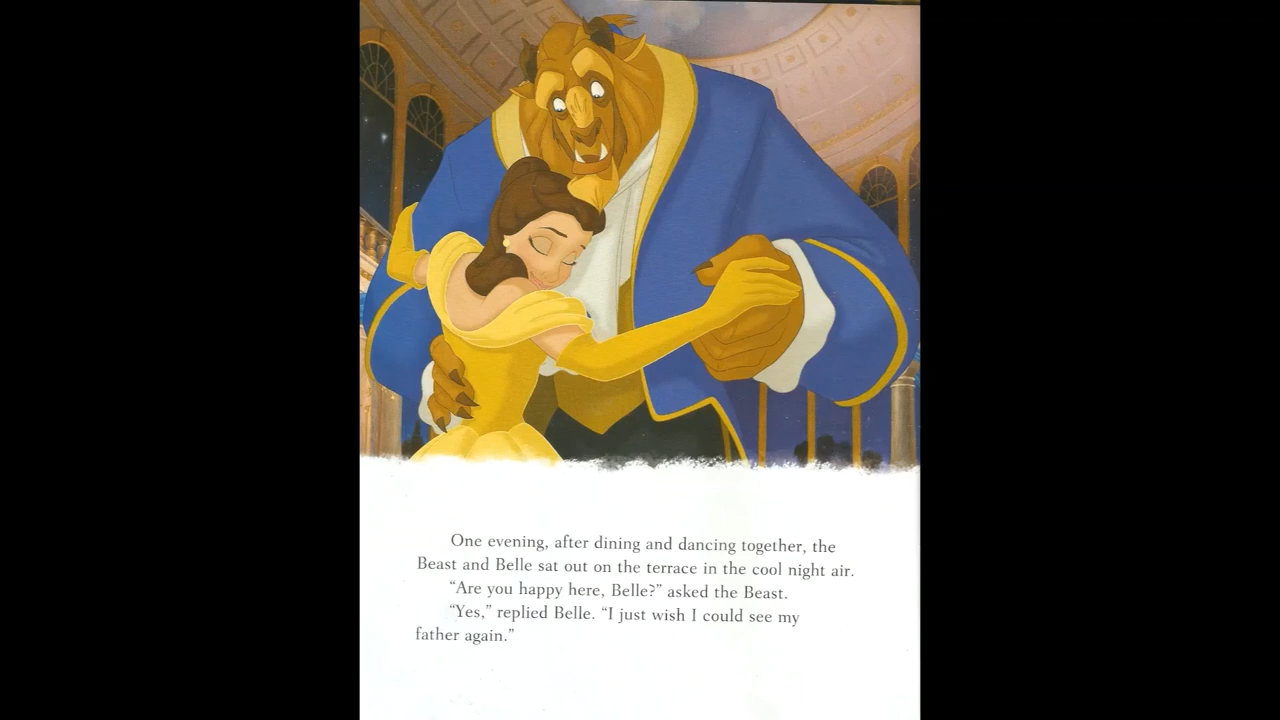 One evening, after dining and dancing together, the
Beast and Belle sat out on the terrace in the cool night air.
“Are you happy here, Belle?” asked the Beast.
“Yes,” replied Belle. “I just wish I could see my
father again.”